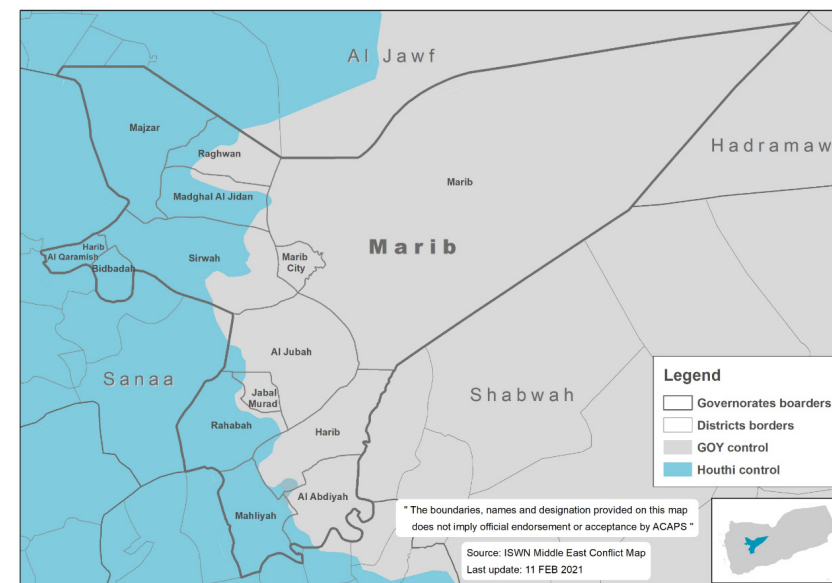 Al Jawf
Majzar
Raghwan
Hadramaw
Marib
Madghal Al Jidan
Marib
Harib
Al Qaramish
Bidbadah
Sirwah
Marib
City
Al Jubah
Sanaa
Jabal
Murad
Shabwah
Rahabah
Harib
Al Abdiyah
Mahliyah
Legend
Governorates boarders
Districts borders
GOY control
Houthi control
" The boundaries, names and designation provided on this map
does not imply official endorsement or acceptance by ACAPS "
Source: ISWN Middle East Conflict Map
Last update: 11 FEB 2021